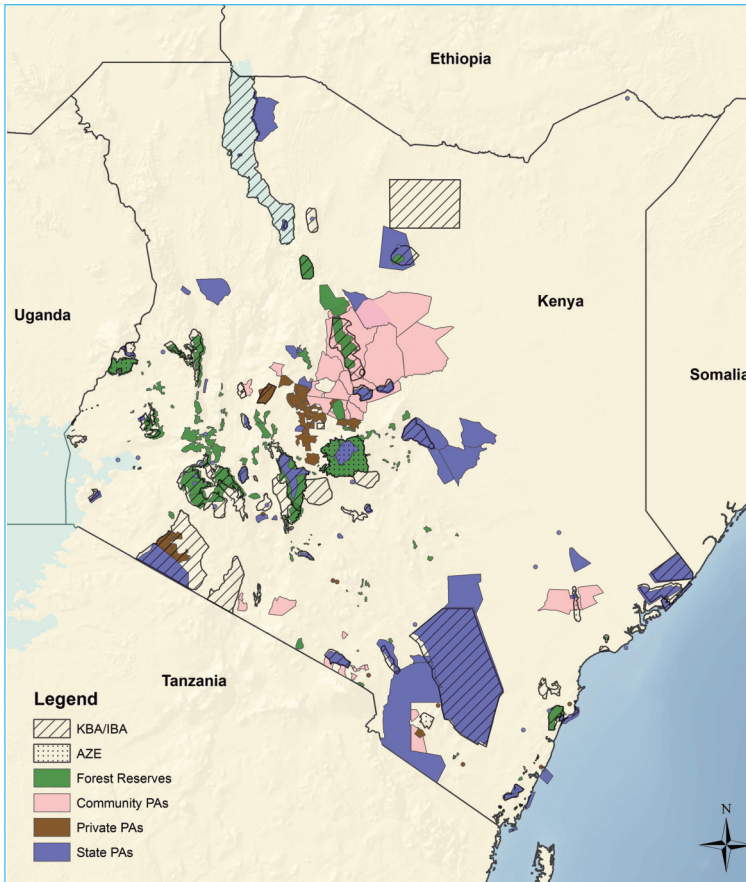 Ethiopia
Uganda
Kenya
Somalia
Tanzania
Legend
KBA/IBA
AZE
Forest Reserves
Community PAs
Private PAs
State PAs
N